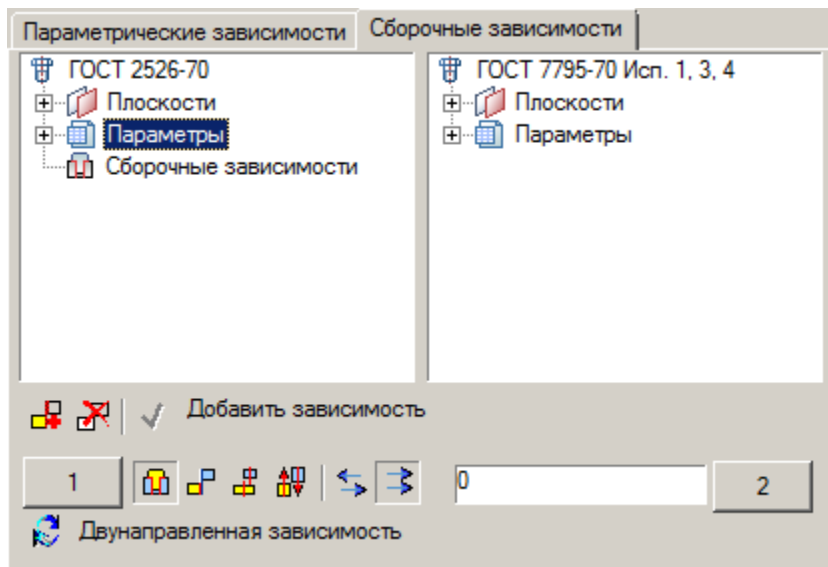 Параметрические зависимости Сборочные зависимости
ГОСТ 2526-70
Плоскости
Параметры
Сборочные зависимости
ГОСТ 7795-70 Исп. 1, 3, 4
Плоскости
Параметры
Добавить зависимость
1 0 2
Двунаправленная зависимость